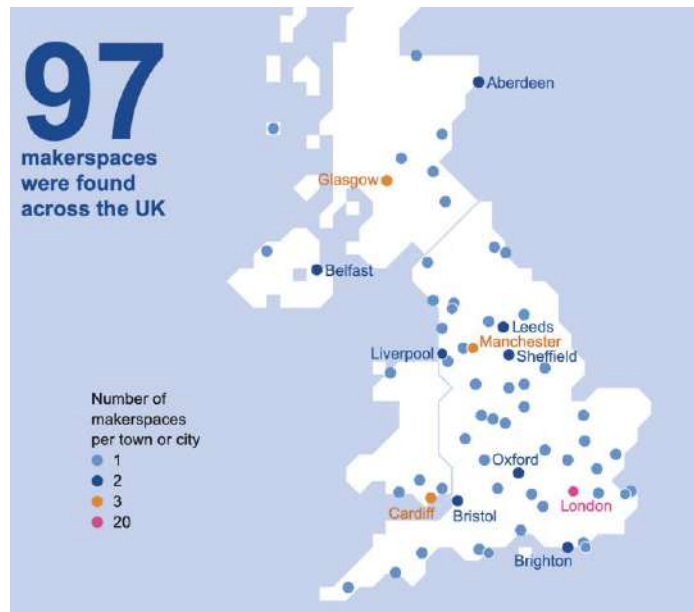 97
makerspaces
were found
across the UK
Aberdeen
Glasgow
Belfast
Leeds
Manchester
Liverpool
Sheffield
Number of
makerspaces
per town or city
1
2
3
20
Oxford
London
Cardiff
Bristol
Brighton